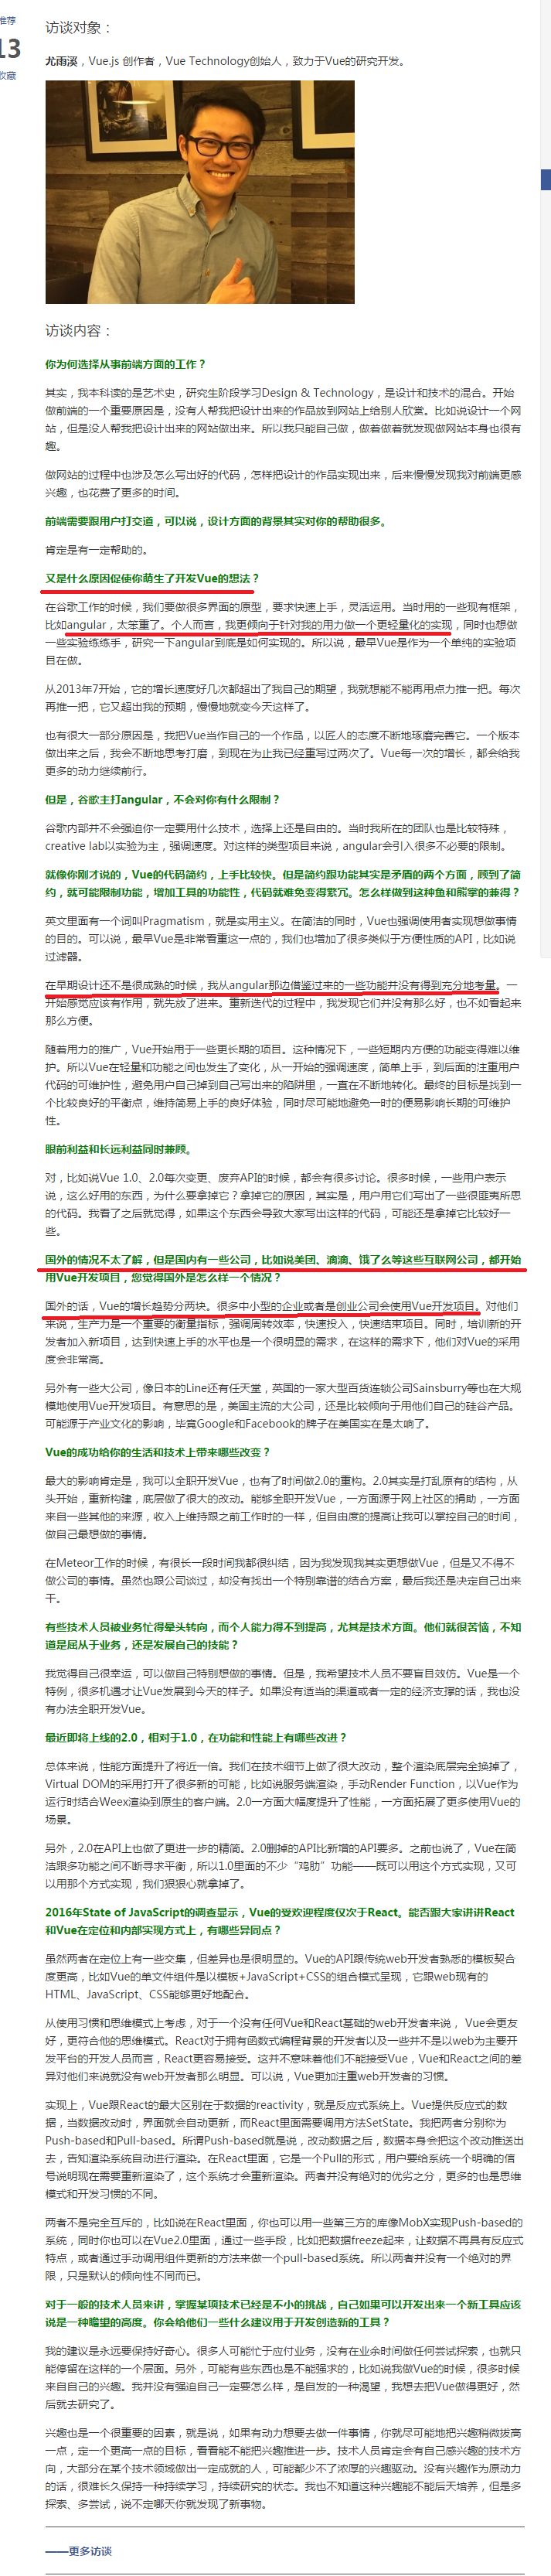 推荐
13
收藏
访谈对象：
尤雨溪，Vue.js 创作者，Vue Technology创始人，致力于Vue的研究开发。
访谈内容：
你为何选择从事前端方面的工作？
其实，我本科读的是艺术史，研究生阶段学习Design & Technology，是设计和技术的混合。开始
做前端的一个重要原因是，没有人帮我把设计出来的作品放到网站上给别人欣赏。比如说设计一个网
站，但是没人帮我把设计出来的网站做出来。所以我只能自己做，做着做着就发现做网站本身也很有
趣。
做网站的过程中也涉及怎么写出好的代码，怎样把设计的作品实现出来，后来慢慢发现我对前端更感
兴趣，也花费了更多的时间。
前端需要跟用户打交道，可以说，设计方面的背景其实对你的帮助很多。
肯定是有一定帮助的。
又是什么原因促使你萌生了开发Vue的想法？
在谷歌工作的时候，我们要做很多界面的原型，要求快速上手，灵活运用。当时用的一些现有框架，
比如angular，太笨重了。个人而言，我更倾向于针对我的用力做一个更轻量化的实现，同时也想做
一些实验练练手，研究一下angular到底是如何实现的。所以说，最早Vue是作为一个单纯的实验项
目在做。
从2013年7开始，它的增长速度好几次都超出了我自己的期望，我就想能不能再用点力推一把。每次
再推一把，它又超出我的预期，慢慢地就变今天这样了。
也有很大一部分原因是，我把Vue当作自己的一个作品，以匠人的态度不断地琢磨完善它。一个版本
做出来之后，我会不断地思考打磨，到现在为止我已经重写过两次了。Vue每一次的增长，都会给我
更多的动力继续前行。
但是，谷歌主打angular，不会对你有什么限制？
谷歌内部并不会强迫你一定要用什么技术，选择上还是自由的。当时我所在的团队也是比较特殊，
creative lab以实验为主，强调速度。对这样的类型项目来说，angular会引入很多不必要的限制。
就像你刚才说的，Vue的代码简约，上手比较快。但是简约跟功能其实是矛盾的两个方面，顾到了简
约，就可能限制功能，增加工具的功能性，代码就难免变得繁冗。怎么样做到这种鱼和熊掌的兼得？
英文里面有一个词叫Pragmatism，就是实用主义。在简洁的同时，Vue也强调使用者实现想做事情
的目的。可以说，最早Vue是非常看重这一点的，我们也增加了很多类似于方便性质的API，比如说
过滤器。
在早期设计还不是很成熟的时候，我从angular那边借鉴过来的一些功能并没有得到充分地考量。一
开始感觉应该有作用，就先放了进来。重新迭代的过程中，我发现它们并没有那么好，也不如看起来
那么方便。
随着用力的推广，Vue开始用于一些更长期的项目。这种情况下，一些短期内方便的功能变得难以维
护。所以Vue在轻量和功能之间也发生了变化，从一开始的强调速度，简单上手，到后面的注重用户
代码的可维护性，避免用户自己掉到自己写出来的陷阱里，一直在不断地转化。最终的目标是找到一
个比较良好的平衡点，维持简易上手的良好体验，同时尽可能地避免一时的便易影响长期的可维护
性。
眼前利益和长远利益同时兼顾。
对，比如说Vue 1.0、2.0每次变更、废弃API的时候，都会有很多讨论。很多时候，一些用户表示
说，这么好用的东西，为什么要拿掉它？拿掉它的原因，其实是，用户用它们写出了一些很匪夷所思
的代码。我看了之后就觉得，如果这个东西会导致大家写出这样的代码，可能还是拿掉它比较好一
些。
国外的情况不太了解，但是国内有一些公司，比如说美团、滴滴、饿了么等这些互联网公司，都开始
用Vue开发项目，您觉得国外是怎么样一个情况？
国外的话，Vue的增长趋势分两块。很多中小型的企业或者是创业公司会使用Vue开发项目。对他们
来说，生产力是一个重要的衡量指标，强调周转效率，快速投入，快速结束项目。同时，培训新的开
发者加入新项目，达到快速上手的水平也是一个很明显的需求，在这样的需求下，他们对Vue的采用
度会非常高。
另外有一些大公司，像日本的Line还有任天堂，英国的一家大型百货连锁公司Sainsburry等也在大规
模地使用Vue开发项目。有意思的是，美国主流的大公司，还是比较倾向于用他们自己的硅谷产品。
可能源于产业文化的影响，毕竟Google和Facebook的牌子在美国实在是太响了。
Vue的成功给你的生活和技术上带来哪些改变？
最大的影响肯定是，我可以全职开发Vue，也有了时间做2.0的重构。2.0其实是打乱原有的结构，从
头开始，重新构建，底层做了很大的改动。能够全职开发Vue，一方面源于网上社区的捐助，一方面
来自一些其他的来源，收入上维持跟之前工作时的一样，但自由度的提高让我可以掌控自己的时间，
做自己最想做的事情。
在Meteor工作的时候，有很长一段时间我都很纠结，因为我发现我其实更想做Vue，但是又不得不
做公司的事情。虽然也跟公司谈过，却没有找出一个特别靠谱的结合方案，最后我还是决定自己出来
干。
有些技术人员被业务忙得晕头转向，而个人能力得不到提高，尤其是技术方面。他们就很苦恼，不知
道是屈从于业务，还是发展自己的技能？
我觉得自己很幸运，可以做自己特别想做的事情。但是，我希望技术人员不要盲目效仿。Vue是一个
特例，很多机遇才让Vue发展到今天的样子。如果没有适当的渠道或者一定的经济支撑的话，我也没
有办法全职开发Vue。
最近即将上线的2.0，相对于1.0，在功能和性能上有哪些改进？
总体来说，性能方面提升了将近一倍。我们在技术细节上做了很大改动，整个渲染底层完全换掉了，
Virtual DOM的采用打开了很多新的可能，比如说服务端渲染，手动Render Function，以Vue作为
运行时结合Weex渲染到原生的客户端。2.0一方面大幅度提升了性能，一方面拓展了更多使用Vue的
场景。
另外，2.0在API上也做了更进一步的精简。2.0删掉的API比新增的API要多。之前也说了，Vue在简
洁跟多功能之间不断寻求平衡，所以1.0里面的不少“鸡肋”功能——既可以用这个方式实现，又可
以用那个方式实现，我们狠狠心就拿掉了。
2016年State of JavaScript的调查显示，Vue的受欢迎程度仅次于React。能否跟大家讲讲React
和Vue在定位和内部实现方式上，有哪些异同点？
虽然两者在定位上有一些交集，但差异也是很明显的。Vue的API跟传统web开发者熟悉的模板契合
度更高，比如Vue的单文件组件是以模板+JavaScript+CSS的组合模式呈现，它跟web现有的
HTML、JavaScript、CSS能够更好地配合。
从使用习惯和思维模式上考虑，对于一个没有任何Vue和React基础的web开发者来说， Vue会更友
好，更符合他的思维模式。React对于拥有函数式编程背景的开发者以及一些并不是以web为主要开
发平台的开发人员而言，React更容易接受。这并不意味着他们不能接受Vue，Vue和React之间的差
异对他们来说就没有web开发者那么明显。可以说，Vue更加注重web开发者的习惯。
实现上，Vue跟React的最大区别在于数据的reactivity，就是反应式系统上。Vue提供反应式的数
据，当数据改动时，界面就会自动更新，而React里面需要调用方法SetState。我把两者分别称为
Push-based和Pull-based。所谓Push-based就是说，改动数据之后，数据本身会把这个改动推送出
去，告知渲染系统自动进行渲染。在React里面，它是一个Pull的形式，用户要给系统一个明确的信
号说明现在需要重新渲染了，这个系统才会重新渲染。两者并没有绝对的优劣之分，更多的也是思维
模式和开发习惯的不同。
两者不是完全互斥的，比如说在React里面，你也可以用一些第三方的库像MobX实现Push-based的
系统，同时你也可以在Vue2.0里面，通过一些手段，比如把数据freeze起来，让数据不再具有反应式
特点，或者通过手动调用组件更新的方法来做一个pull-based系统。所以两者并没有一个绝对的界
限，只是默认的倾向性不同而已。
对于一般的技术人员来讲，掌握某项技术已经是不小的挑战，自己如果可以开发出来一个新工具应该
说是一种瞻望的高度。你会给他们一些什么建议用于开发创造新的工具？
我的建议是永远要保持好奇心。很多人可能忙于应付业务，没有在业余时间做任何尝试探索，也就只
能停留在这样的一个层面。另外，可能有些东西也是不能强求的，比如说我做Vue的时候，很多时候
来自自己的兴趣。我并没有强迫自己一定要怎么样，是自发的一种渴望，我想去把Vue做得更好，然
后就去研究了。
兴趣也是一个很重要的因素，就是说，如果有动力想要去做一件事情，你就尽可能地把兴趣稍微拔高
一点，定一个更高一点的目标，看看能不能把兴趣推进一步。技术人员肯定会有自己感兴趣的技术方
向，大部分在某个技术领域做出一定成就的人，可能都少不了浓厚的兴趣驱动。没有兴趣作为原动力
的话，很难长久保持一种持续学习，持续研究的状态。我也不知道这种兴趣能不能后天培养，但是多
探索、多尝试，说不定哪天你就发现了新事物。
——更多访谈